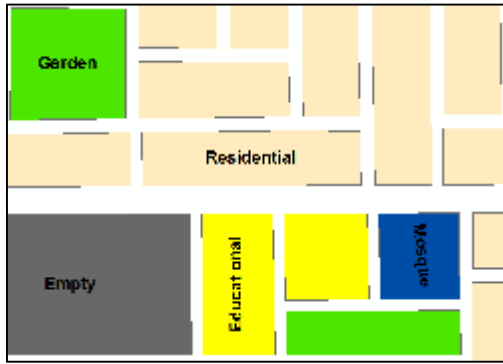 Garden
Residential
Empty
Educational
Mosque